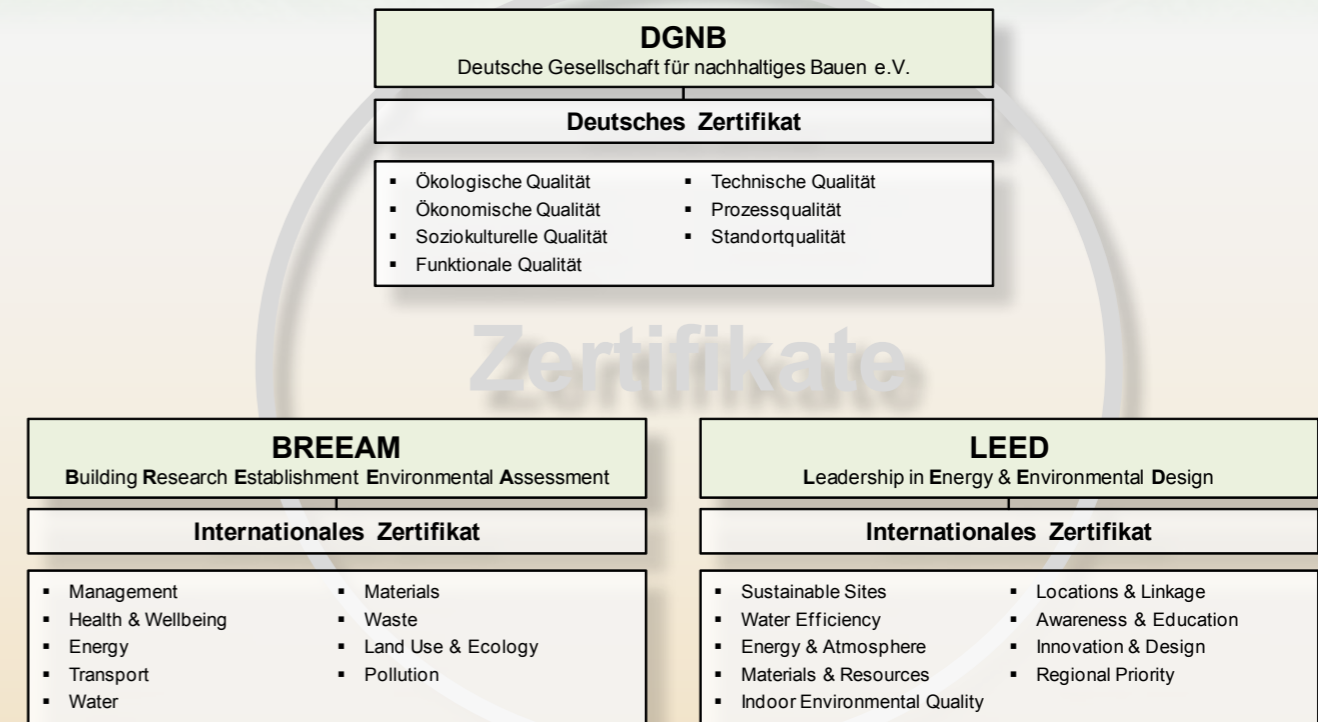 DGNB
Deutsche Gesellschaft für nachhaltiges Bauen e.V.
Deutsches Zertifikat
▪ Ökologische Qualität
▪ Ökonomische Qualität
▪ Soziokulturelle Qualität
▪ Funktionale Qualität
▪ Technische Qualität
▪ Prozessqualität
▪ Standortqualität
Zertifikate
BREEAM
Building Research Establishment Environmental Assessment
Internationales Zertifikat
▪ Management
▪ Health & Wellbeing
▪ Energy
▪ Transport
▪ Water
▪ Materials
▪ Waste
▪ Land Use & Ecology
▪ Pollution
LEED
Leadership in Energy & Environmental Design
Internationales Zertifikat
▪ Sustainable Sites
▪ Water Efficiency
▪ Energy & Atmosphere
▪ Materials & Resources
▪ Indoor Environmental Quality
▪ Locations & Linkage
▪ Awareness & Education
▪ Innovation & Design
▪ Regional Priority